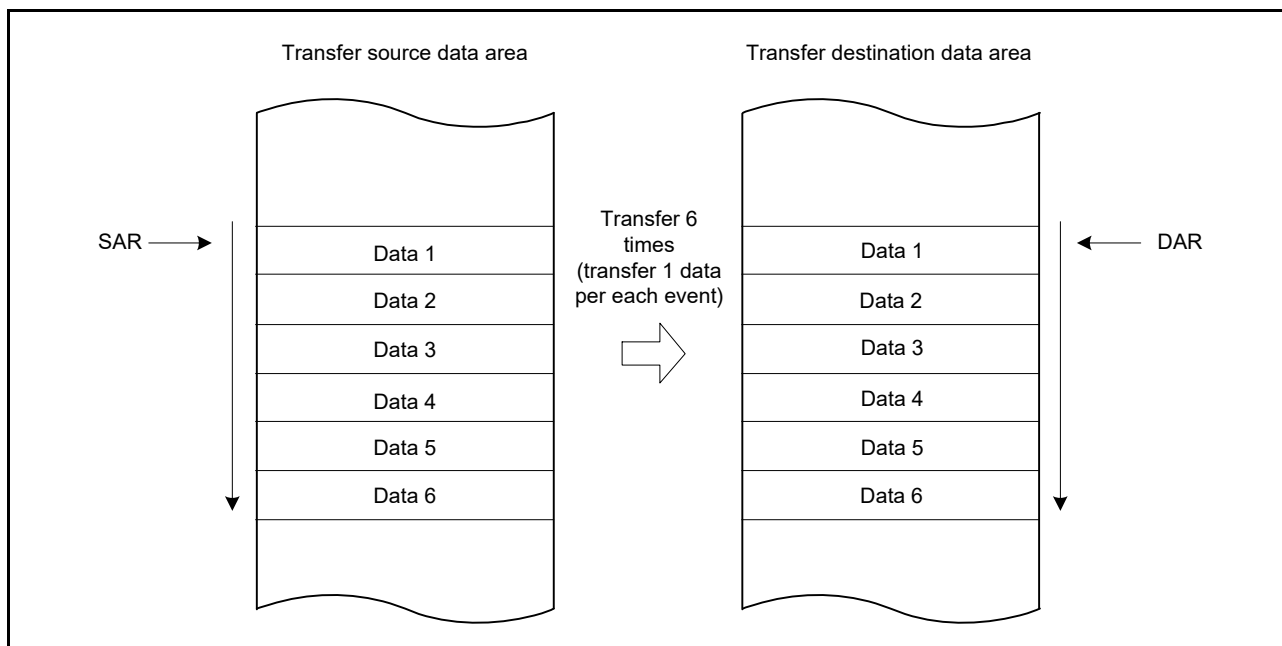 Transfer source data area
Transfer destination data area
SAR
Data 1
Data 2
Data 3
Data 4
Data 5
Data 6
Transfer 6
times
(transfer 1 data
per each event)
DAR
Data 1
Data 2
Data 3
Data 4
Data 5
Data 6